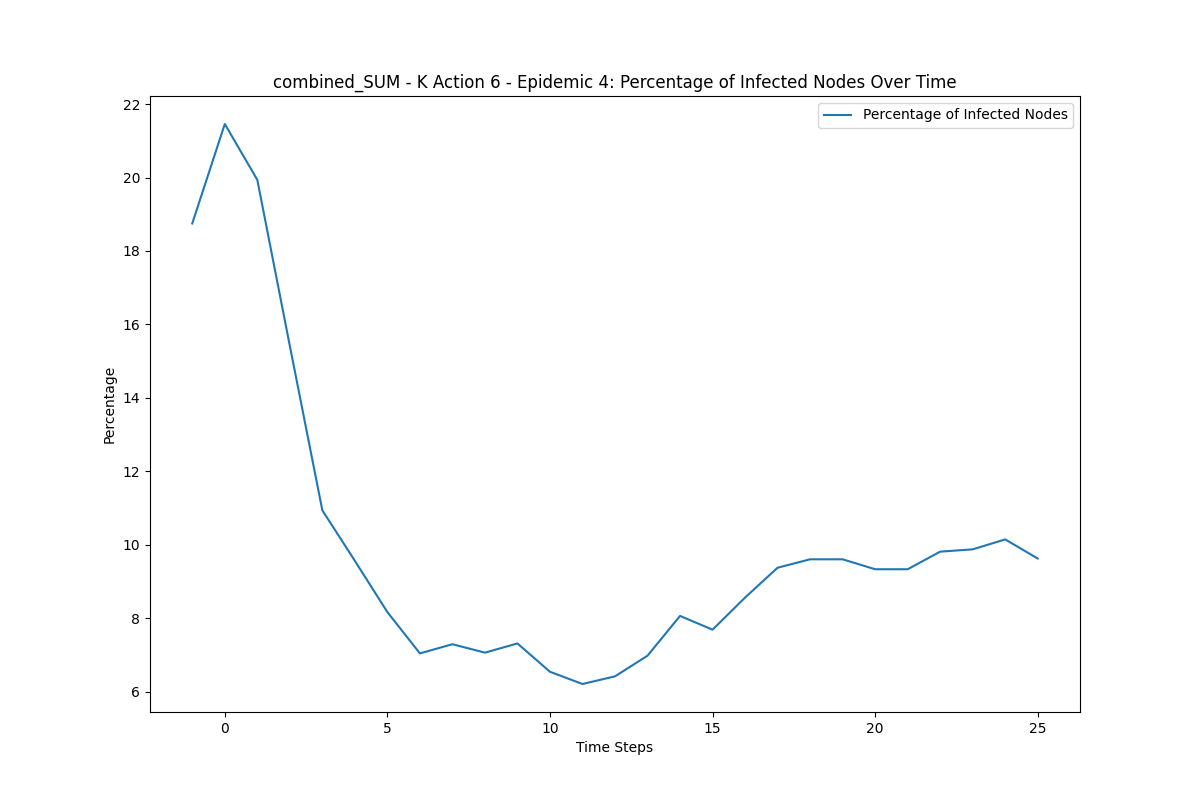 combined_SUM - K Action 6 - Epidemic 4: Percentage of Infected Nodes Over Time
Percentage of Infected Nodes
22
20
18
16
14
12
10
8
6
Percentage
0 5 10 15 20 25
Time Steps